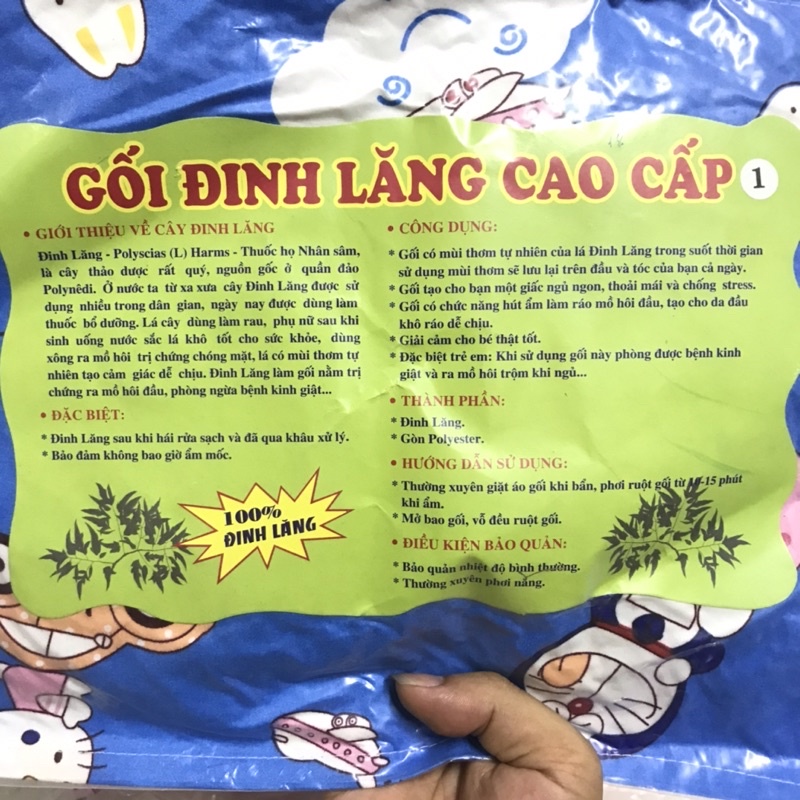 GỐI ĐINH LĂNG CAO CẤP 1
• GIỚI THIỆU VỀ CÂY ĐINH LĂNG
Đinh Lăng - Polyscias (L) Harms - Thuốc họ Nhân sâm,
là cây thảo dược rất quý, nguồn gốc ở quần đảo
Polynêdi. Ở nước ta từ xa xưa cây Đinh Lăng được sử
dụng nhiều trong dân gian, ngày nay được dùng làm
thuốc bổ dưỡng. Lá cây dùng làm rau, phụ nữ sau khi
sinh uống nước sắc lá khô tốt cho sức khỏe, dùng
xông ra mồ hôi trị chứng chóng mặt, lá có mùi thơm tự
nhiên tạo cảm giác dễ chịu. Đinh Lăng làm gối nằm trị
chứng ra mồ hôi đầu, phòng ngừa bệnh kinh giật...
• ĐẶC BIỆT:
* Đinh Lăng sau khi hái rửa sạch và đã qua khâu xử lý.
* Bảo đảm không bao giờ ẩm mốc.
100%
ĐINH LĂNG
• CÔNG DỤNG:
* Gối có mùi thơm tự nhiên của lá Đinh Lăng trong suốt thời gian
sử dụng mùi thơm sẽ lưu lại trên đầu và tóc của bạn cả ngày.
* Gối tạo cho bạn một giấc ngủ ngon, thoải mái và chống stress.
* Gối có chức năng hút ẩm làm ráo mồ hôi đầu, tạo cho da đầu
khô ráo dễ chịu.
* Giải cảm cho bé thật tốt.
* Đặc biệt trẻ em: Khi sử dụng gối này phòng được bệnh kinh
giật và ra mồ hôi trộm khi ngủ...
• THÀNH PHẦN:
* Đinh Lăng.
* Gòn Polyester.
• HƯỚNG DẪN SỬ DỤNG:
* Thường xuyên giặt áo gối khi bẩn, phơi ruột gối từ -15 phút
khi ẩm.
* Mở bao gối, vỗ đều ruột gối.
• ĐIỀU KIỆN BẢO QUẢN:
* Bảo quản nhiệt độ bình thường.
* Thường xuyên phơi nắng.